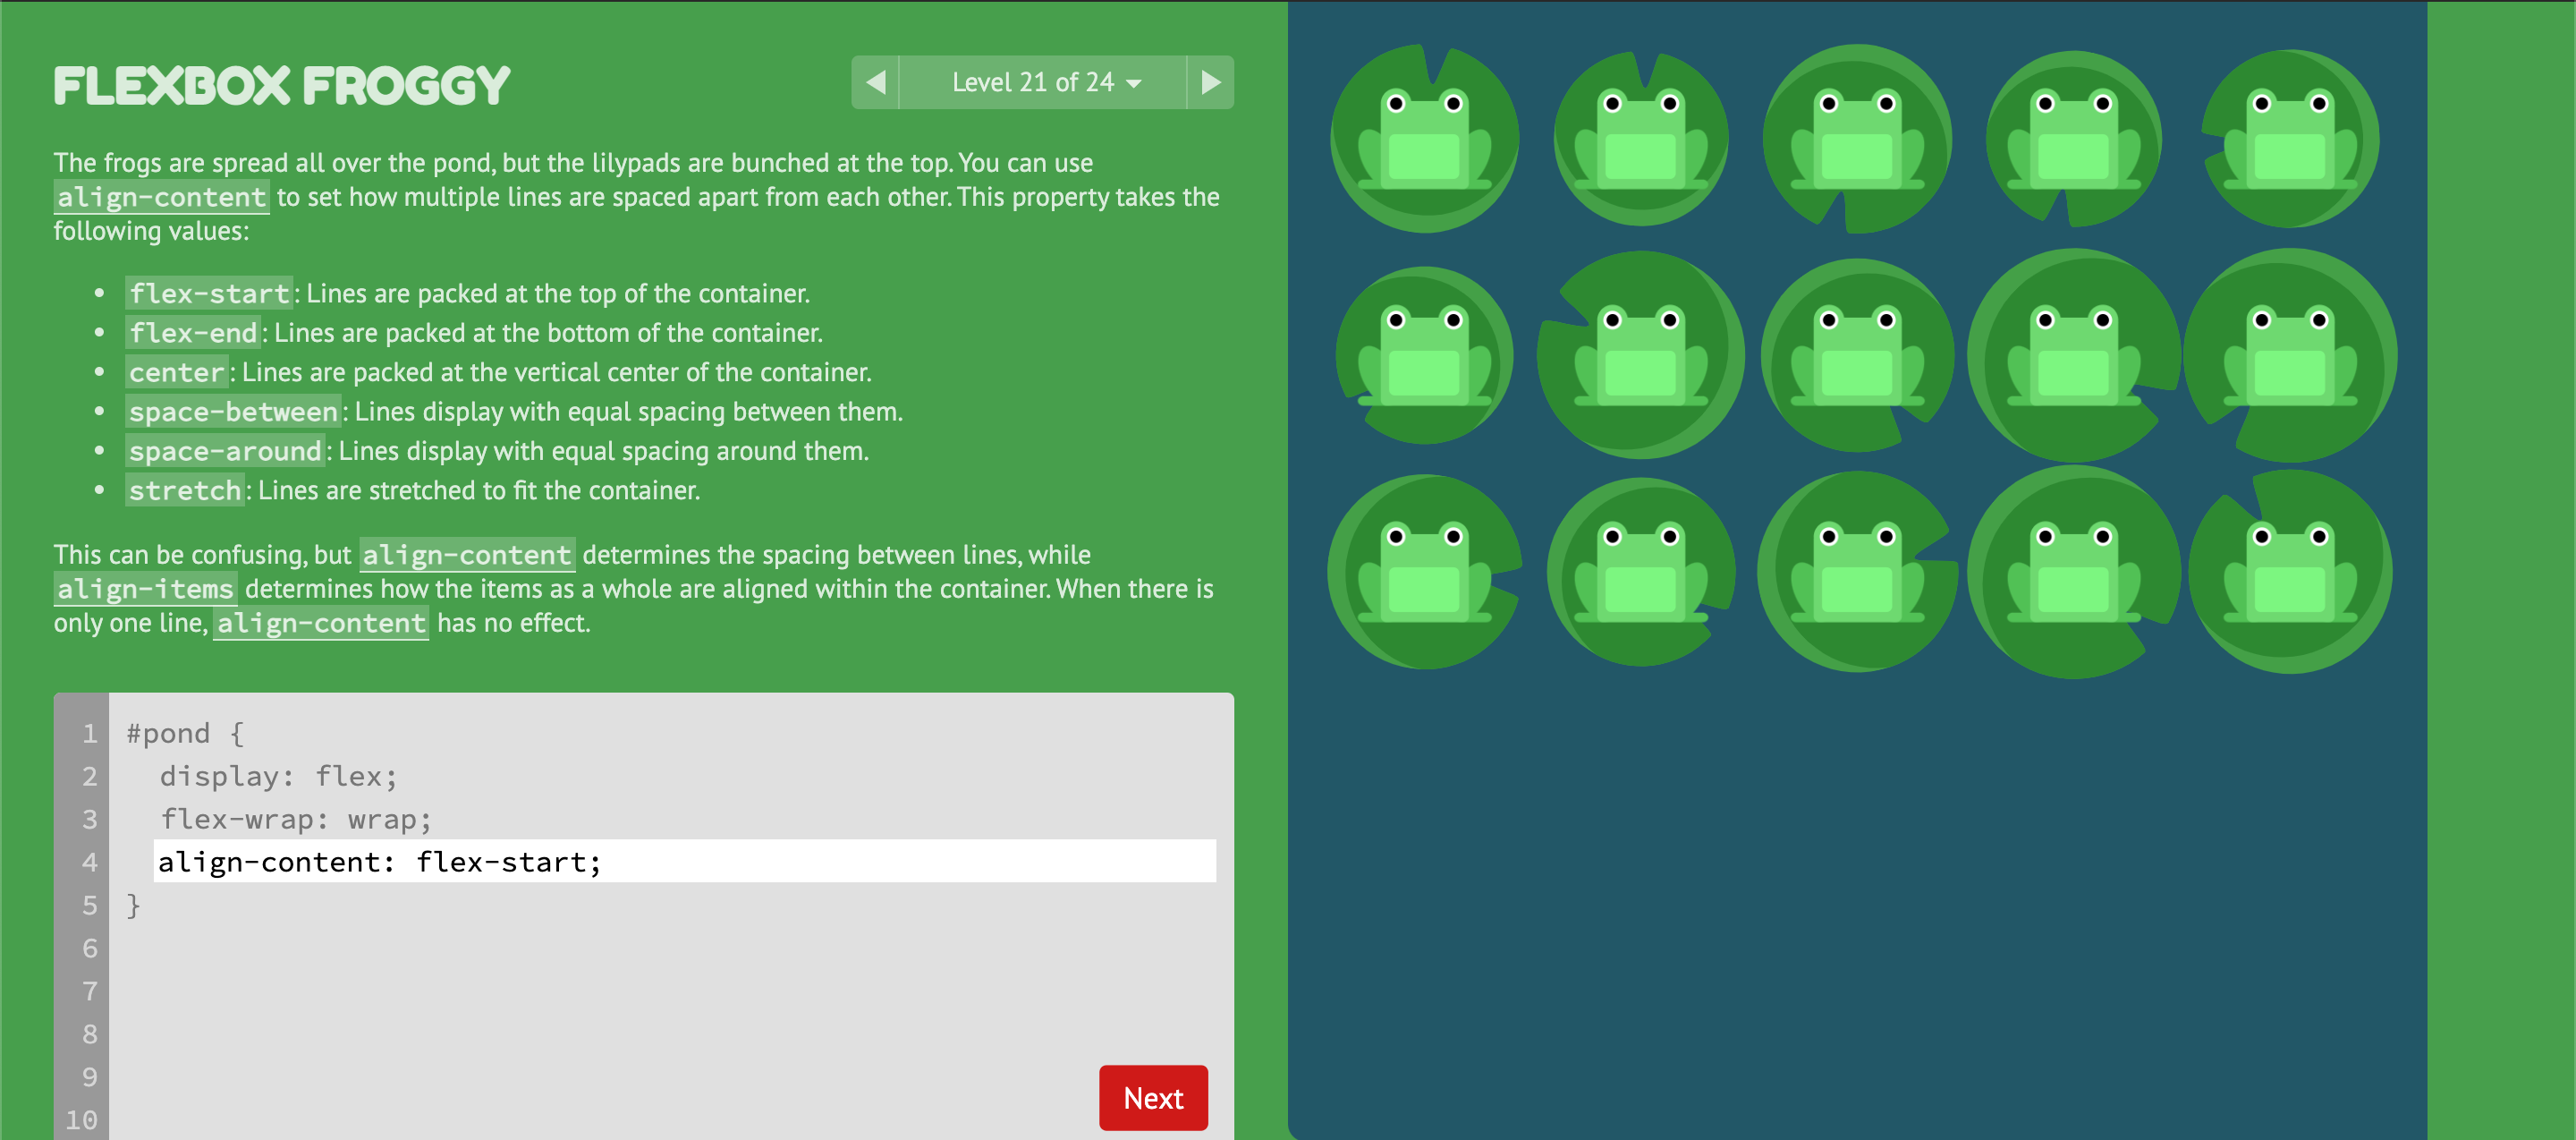 FLEXBOX FROGGY
Level 21 of 24
The frogs are spread all over the pond, but the lilypads are bunched at the top. You can use
align-content to set how multiple lines are spaced apart from each other. This property takes the
following values:
• flex-start: Lines are packed at the top of the container.
• flex-end: Lines are packed at the bottom of the container.
• center: Lines are packed at the vertical center of the container.
• space-between: Lines display with equal spacing between them.
• space-around: Lines display with equal spacing around them.
• stretch: Lines are stretched to fit the container.
This can be confusing, but align-content determines the spacing between lines, while
align-items determines how the items as a whole are aligned within the container. When there is
only one line, align-content has no effect.
1 #pond {
2 display: flex;
3 flex-wrap: wrap;
4 align-content: flex-start;
5 }
6
7
8
9
10
Next